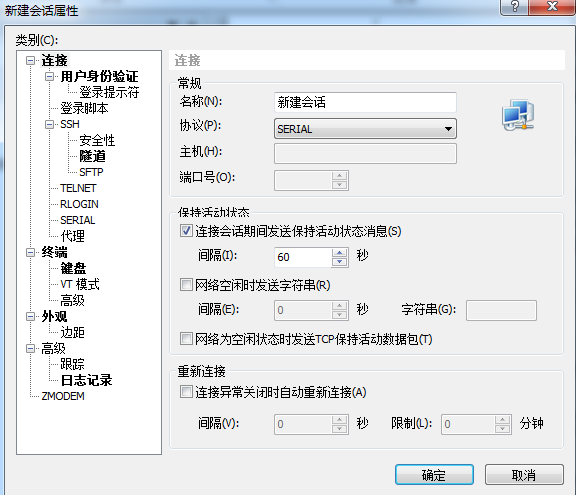 新建会话属性
类别(C):
连接
用户身份验证
登录提示符
登录脚本
SSH
安全性
隧道
SFTP
TELNET
RLOGIN
SERIAL
代理
终端
键盘
VT 模式
高级
外观
边距
高级
跟踪
日志记录
ZMODEM
连接
常规
名称(N): 新建会话
协议(P): SERIAL
主机(H):
端口号(O):
保持活动状态
连接会话期间发送保持活动状态消息(S)
间隔(I): 60 秒
网络空闲时发送字符串(R)
间隔(E): 0 秒 字符串(G):
网络为空闲状态时发送TCP保持活动数据包(T)
重新连接
连接异常关闭时自动重新连接(A)
间隔(V): 0 秒 限制(L): 0 分钟
确定 取消